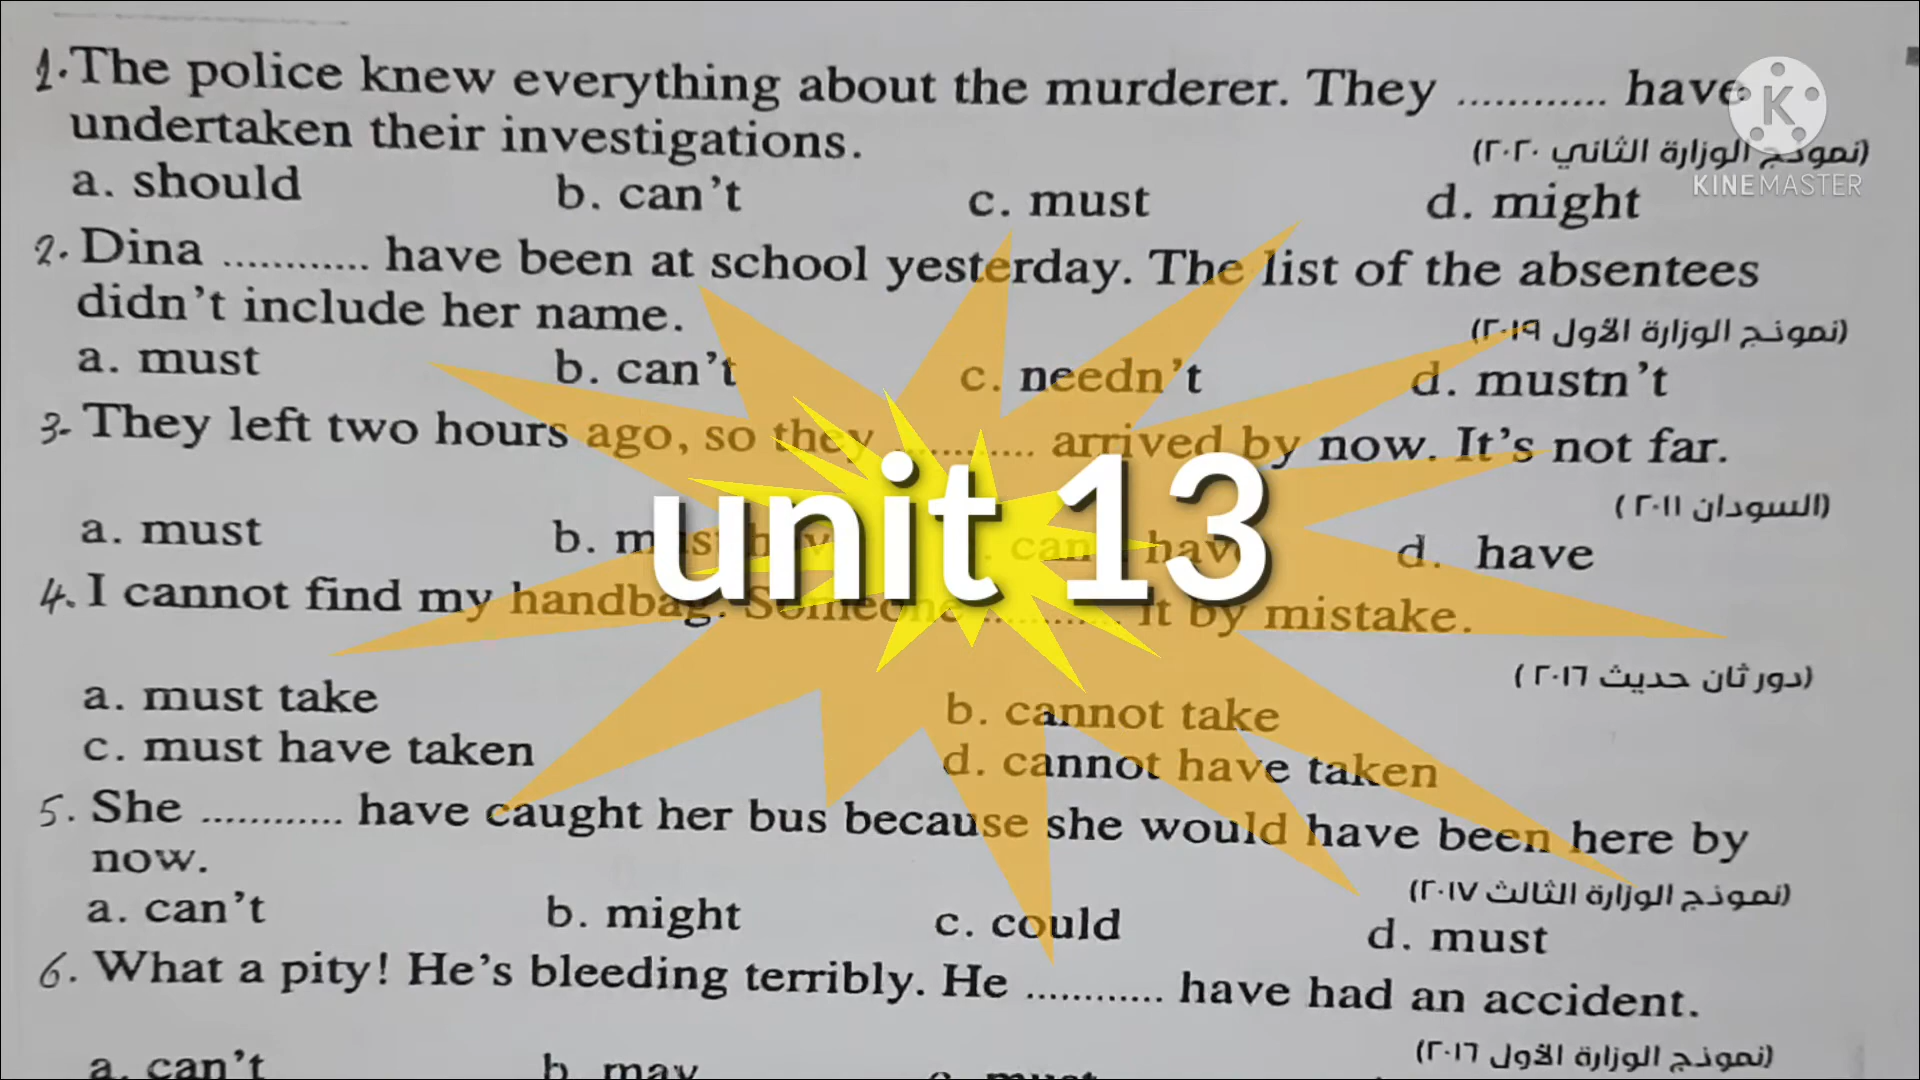 1. The police knew everything about the murderer. They ............ have
undertaken their investigations.
(نموذج الوزارة الثاني ٢٠٢٠)
K
KINEMASTER
a. should b. can't c. must d. might
2. Dina ............ have been at school yesterday. The list of the absentees
didn't include her name.
(نموذج الوزارة الأول ٢٠١٩)
a. must b. can't c. needn't d. mustn't
3- They left two hours ago, so they ............ arrived by now. It's not far.
unit 13
(السودان ٢٠١١)
a. must b. must have d. have
4. I cannot find my handbag. Someone ............ it by mistake.
(دور ثان حديث ٢٠١٦)
a. must take b. cannot take
c. must have taken d. cannot have taken
5. She ............ have caught her bus because she would have been here by
now.
(نموذج الوزارة الثالث ٢٠١٧)
a. can't b. might c. could d. must
6. What a pity! He's bleeding terribly. He ............ have had an accident.
(نموذج الوزارة الأول ٢٠١٦)
a. can't b. may c. must